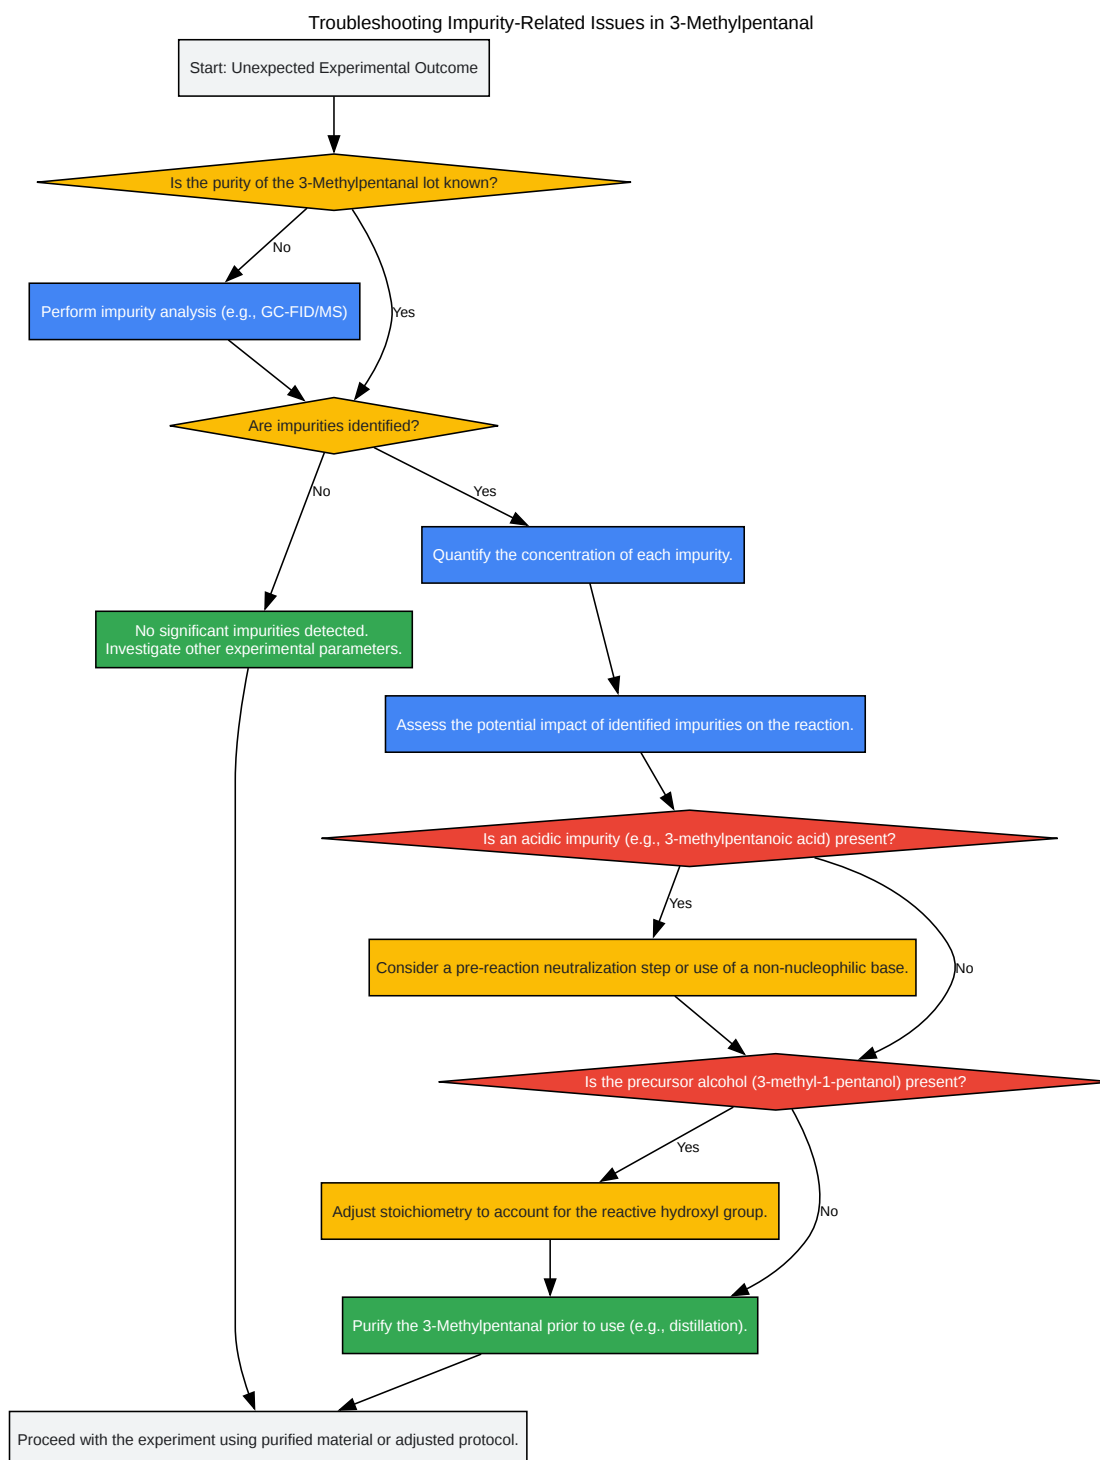 Troubleshooting Impurity-Related Issues in 3-Methylpentanal
Start: Unexpected Experimental Outcome
Is the purity of the 3-Methylpentanal lot known?
No
Perform impurity analysis (e.g., GC-FID/MS)
Yes
Are impurities identified?
No
Yes
Quantify the concentration of each impurity.
No significant impurities detected.
Investigate other experimental parameters.
Assess the potential impact of identified impurities on the reaction.
Is an acidic impurity (e.g., 3-methylpentanoic acid) present?
Yes
Consider a pre-reaction neutralization step or use of a non-nucleophilic base.
No
Is the precursor alcohol (3-methyl-1-pentanol) present?
Yes
Adjust stoichiometry to account for the reactive hydroxyl group.
No
Purify the 3-Methylpentanal prior to use (e.g., distillation).
Proceed with the experiment using purified material or adjusted protocol.